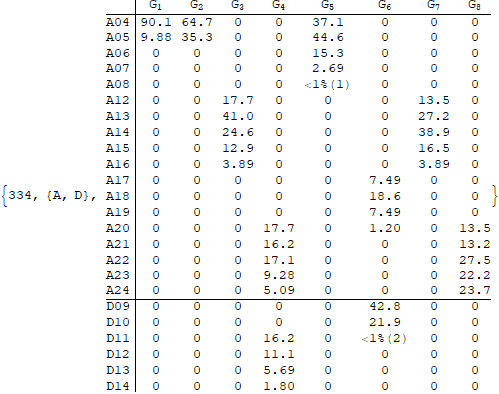 G₁ G₂ G₃ G₄ G₅ G₆ G₇ G₈
A04 90.1 64.7 0 0 37.1 0 0 0
A05 9.88 35.3 0 0 44.6 0 0 0
A06 0 0 0 0 15.3 0 0 0
A07 0 0 0 0 2.69 0 0 0
A08 0 0 0 0 <1%(1) 0 0 0
A12 0 0 17.7 0 0 0 13.5 0
A13 0 0 41.0 0 0 0 27.2 0
A14 0 0 24.6 0 0 0 38.9 0
A15 0 0 12.9 0 0 0 16.5 0
A16 0 0 3.89 0 0 0 3.89 0
A17 0 0 0 0 0 7.49 0 0
{334, {A, D}, A18 0 0 0 0 0 18.6 0 0 }
A19 0 0 0 0 0 7.49 0 0
A20 0 0 0 17.7 0 1.20 0 13.5
A21 0 0 0 16.2 0 0 0 13.2
A22 0 0 0 17.1 0 0 0 27.5
A23 0 0 0 9.28 0 0 0 22.2
A24 0 0 0 5.09 0 0 0 23.7
D09 0 0 0 0 0 42.8 0 0
D10 0 0 0 0 0 21.9 0 0
D11 0 0 0 16.2 0 <1%(2) 0 0
D12 0 0 0 11.1 0 0 0 0
D13 0 0 0 5.69 0 0 0 0
D14 0 0 0 1.80 0 0 0 0